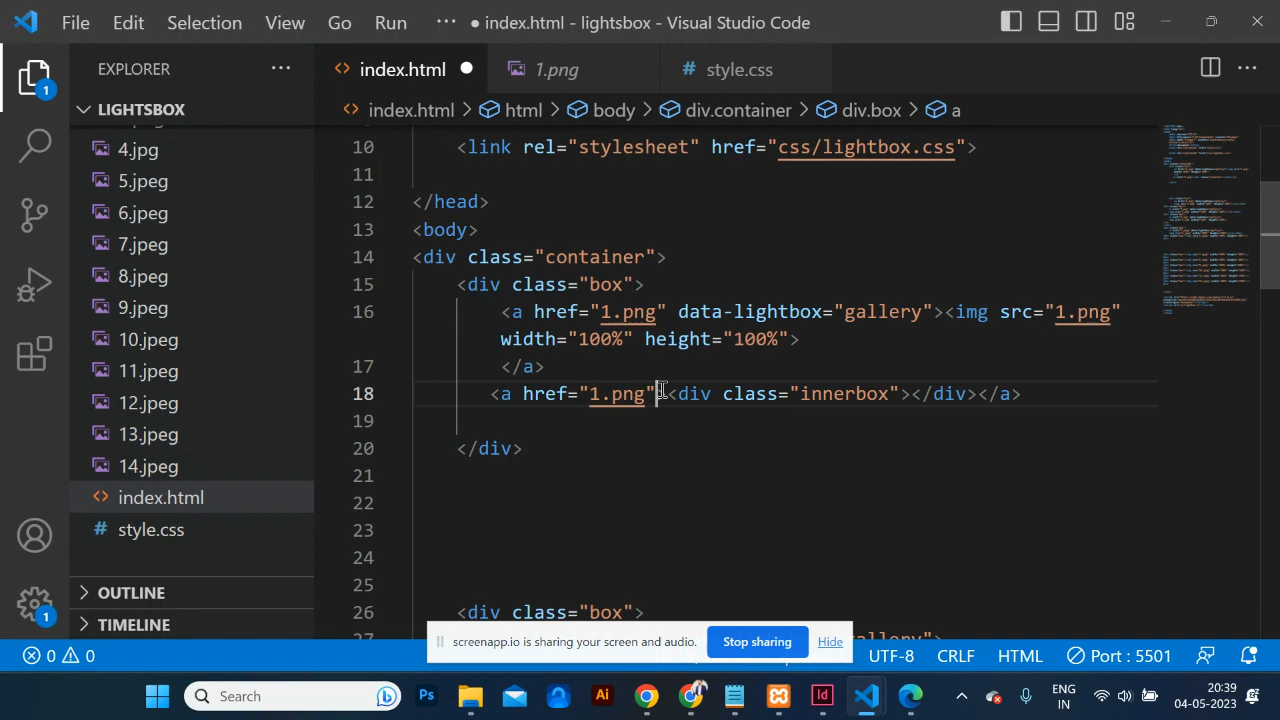 File Edit Selection View Go Run ··· ● index.html - lightsbox - Visual Studio Code
EXPLORER ···
index.html ● 1.png style.css
LIGHTSBOX
index.html > html > body > div.container > div.box > a
4.jpg
5.jpeg
6.jpeg
7.jpeg
8.jpeg
9.jpeg
10.jpeg
11.jpeg
12.jpeg
13.jpeg
14.jpeg
index.html
style.css
OUTLINE
TIMELINE
10 <link rel="stylesheet" href="css/lightbox.css">
11
12 </head>
13 <body>
14 <div class="container">
15 <div class="box">
16 <a href="1.png" data-lightbox="gallery"><img src="1.png"
width="100%" height="100%">
17 </a>
18 <a href="1.png" <div class="innerbox"></div></a>
19
20 </div>
21
22
23
24
25
26 <div class="box">
screenapp.io is sharing your screen and audio. Stop sharing Hide
0 0 UTF-8 CRLF HTML Port : 5501
1
1
Search
Ps Ai Id
ENG
IN
20:39
04-05-2023